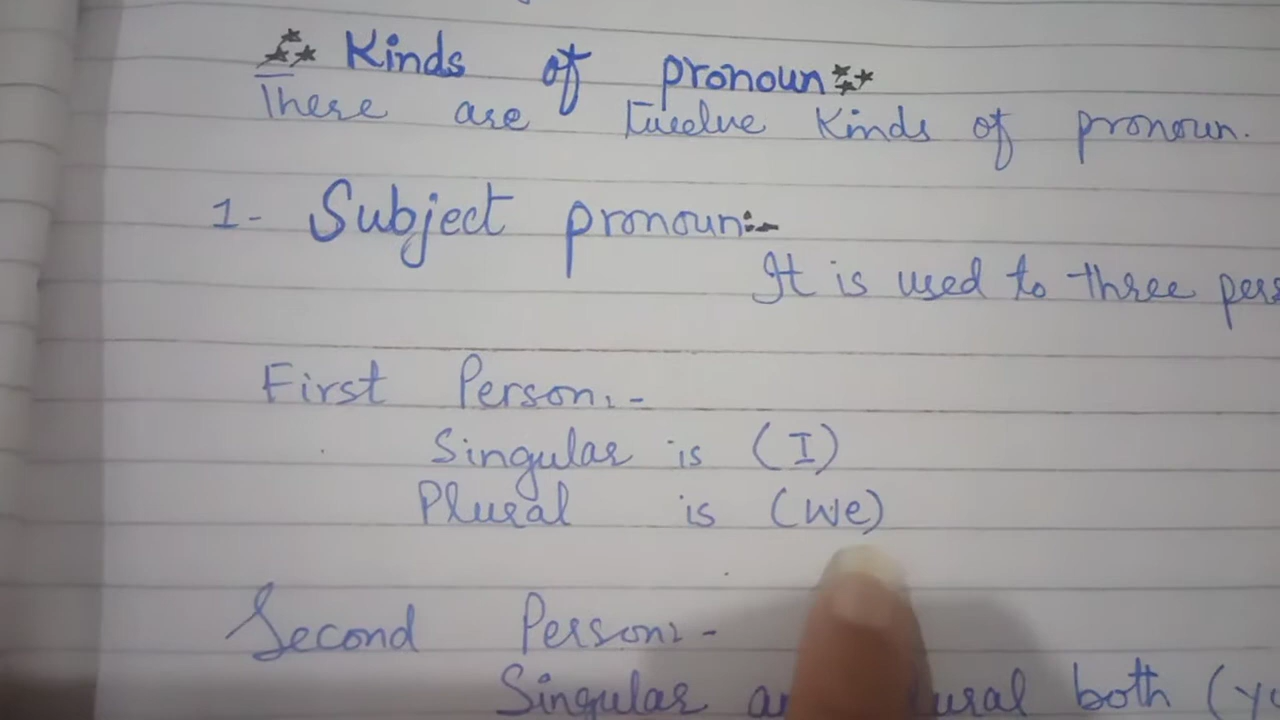 Kinds of pronoun
There are twelve kinds of pronoun.
1- Subject pronoun:-
It is used to three
First Person:-
Singular is (I)
Plural is (We)
Second Person:-
Singular both